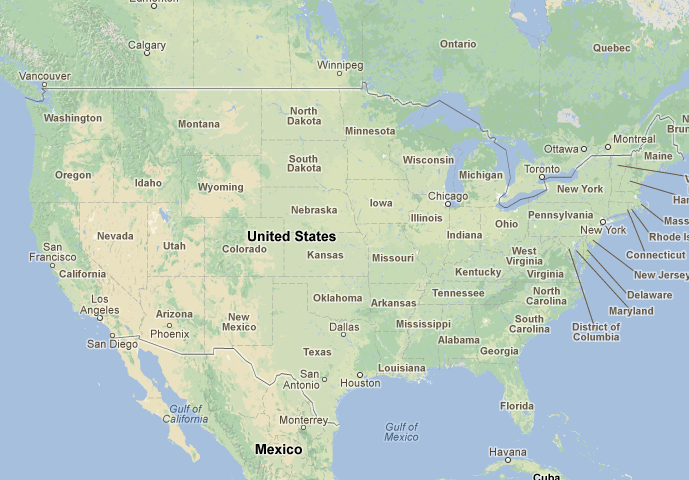 Edmonton
Calgary
Ontario
Quebec
Winnipeg
Vancouver
Washington
Montana
North
Dakota
Minnesota
Ottawa
Montreal
Maine
Oregon
Idaho
Wyoming
South
Dakota
Wisconsin
Michigan
Toronto
New York
Chicago
Nebraska
Iowa
Illinois
Indiana
Ohio
Pennsylvania
New York
Rhode Is
Connecticut
Nevada
Utah
Colorado
United States
Kansas
Missouri
West
Virginia
Virginia
Kentucky
New Jersey
Delaware
Maryland
District of
Columbia
San
Francisco
California
Los
Angeles
San Diego
Arizona
Phoenix
New
Mexico
Oklahoma
Arkansas
Tennessee
North
Carolina
South
Carolina
Mississippi
Alabama
Georgia
Dallas
Texas
Louisiana
San
Antonio
Houston
Florida
Gulf of
California
Monterrey
Gulf of
Mexico
Mexico
Havana
Cuba